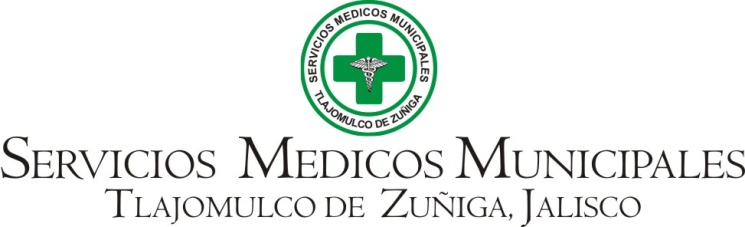 SERVICIOS MEDICOS MUNICIPALES
TLAJOMULCO DE ZUÑIGA
SERVICIOS MEDICOS MUNICIPALES
TLAJOMULCO DE ZUÑIGA, JALISCO